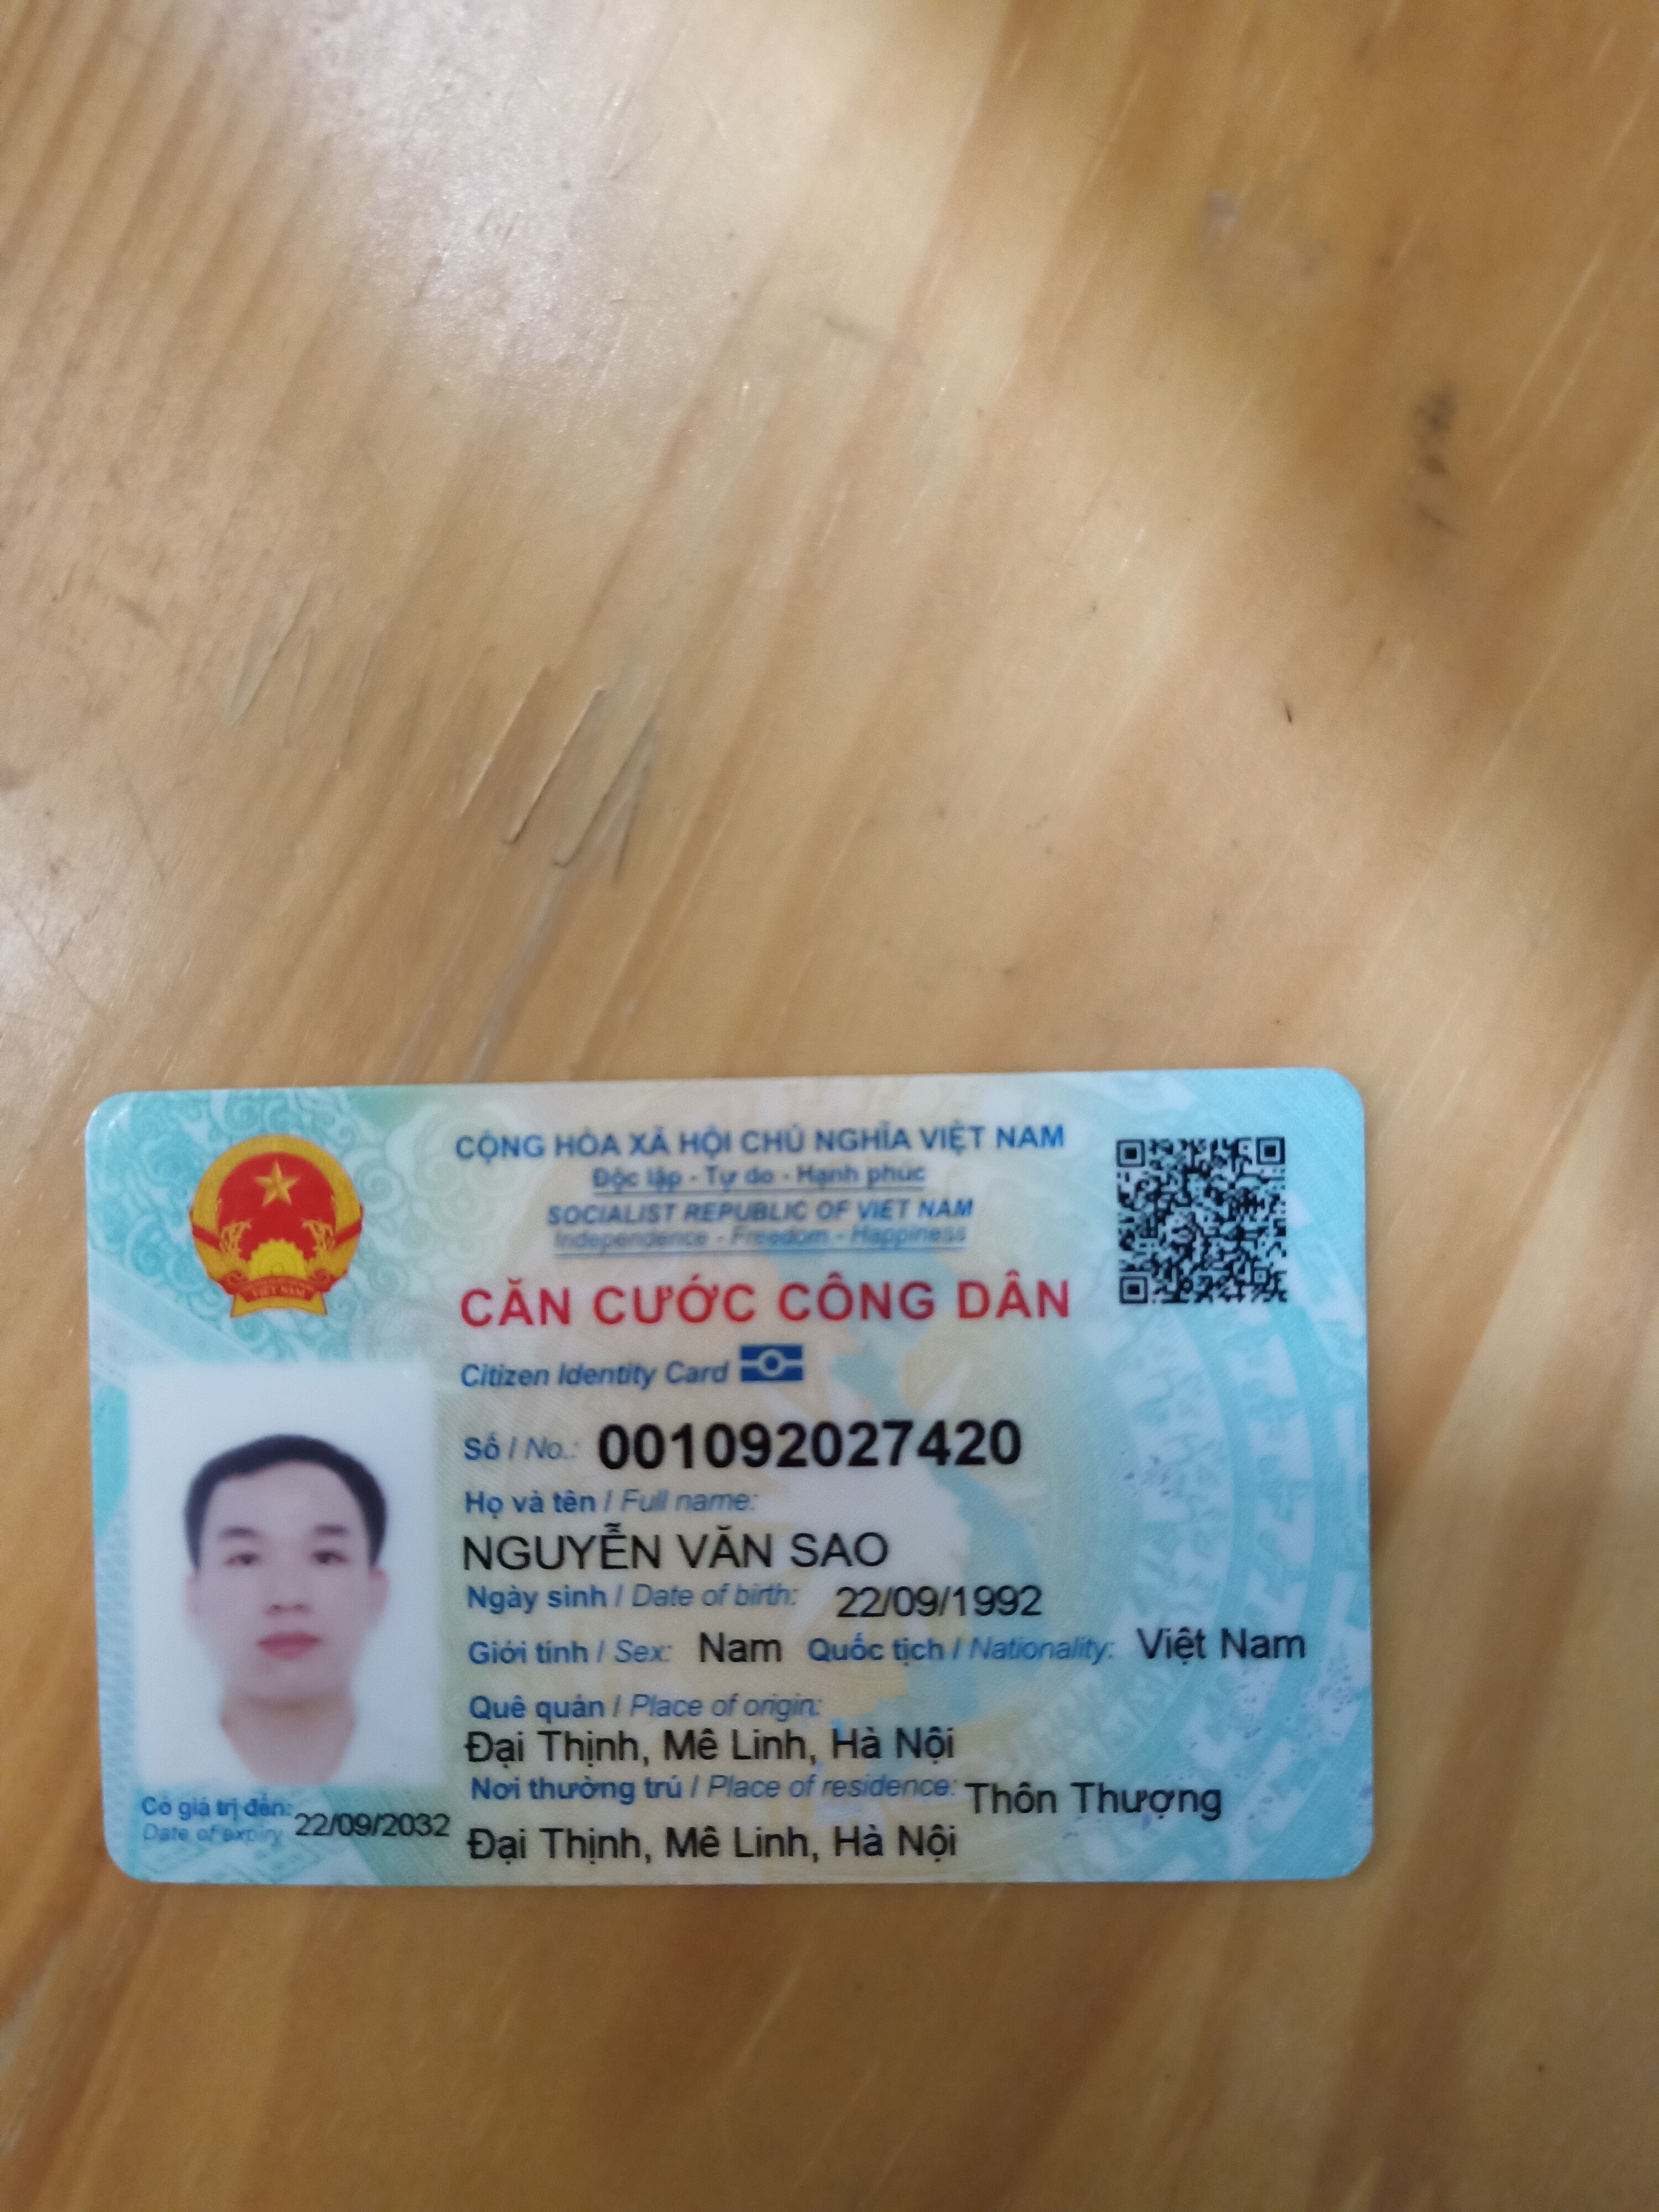 CỘNG HÒA XÃ HỘI CHỦ NGHĨA VIỆT NAM
Độc lập - Tự do - Hạnh phúc
SOCIALIST REPUBLIC OF VIET NAM
Independence - Freedom - Happiness
CĂN CƯỚC CÔNG DÂN
Citizen Identity Card
Số / No.: 001092027420
Họ và tên / Full name:
NGUYỄN VĂN SAO
Ngày sinh / Date of birth: 22/09/1992
Giới tính / Sex: Nam Quốc tịch / Nationality: Việt Nam
Quê quán / Place of origin:
Đại Thịnh, Mê Linh, Hà Nội
Nơi thường trú / Place of residence: Thôn Thượng
Đại Thịnh, Mê Linh, Hà Nội
Có giá trị đến: 22/09/2032
Date of expiry
VIỆT NAM